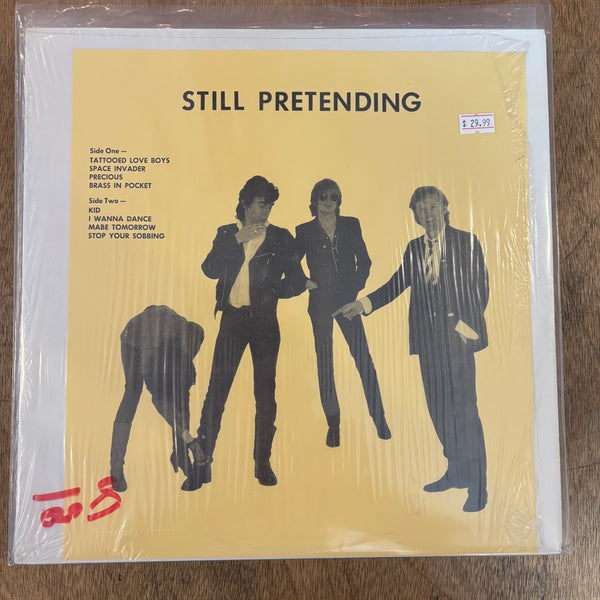 STILL PRETENDING
$ 29.99
Side One —
TATTOOED LOVE BOYS
SPACE INVADER
PRECIOUS
BRASS IN POCKET
Side Two —
KID
I WANNA DANCE
MABE TOMORROW
STOP YOUR SOBBING